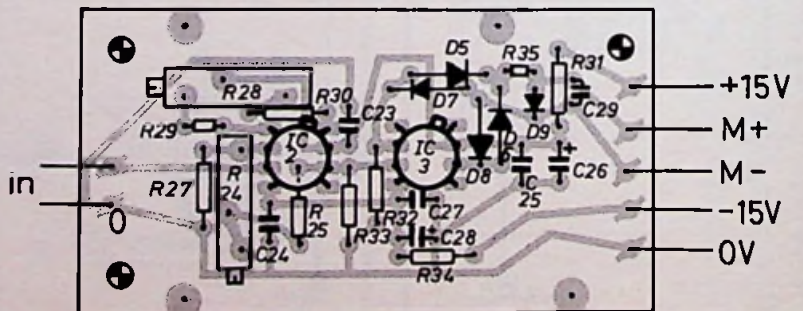 D5
R35
R31
+15V
R28
R30
C23
D7
D9
C29
M+
R29
IC
2
IC
3
D8
D
6
C
25
C26
M-
in
R27
R
24
R
25
R33
R32
C27
-15V
0
C24
C28
R34
0V